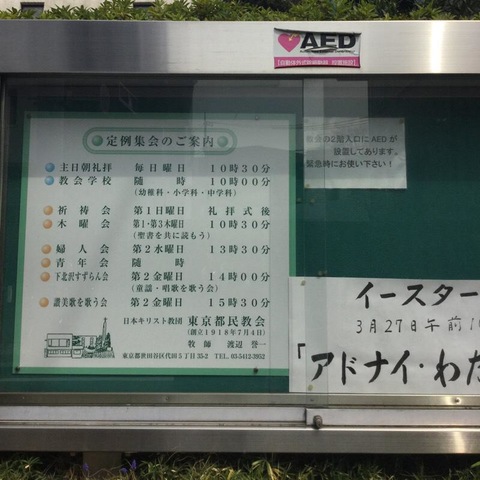 AED
【自動体外式除細動器 設置施設】
定例集会のご案内
主日朝礼拝 毎日曜日 10時30分
教会学校 随時 10時00分
(幼稚科・小学科・中学科)
祈祷会 第1日曜日 礼拝式後
木曜会 第1・第3木曜日 10時30分
(聖書を共に読もう)
婦人会 第2水曜日 13時30分
青年会 随時
下北沢すずらん会 第2金曜日 14時00分
(童謡・唱歌を歌う会)
讃美歌を歌う会 第2金曜日 15時30分
日本キリスト教団 東京都民教会
(創立1918年7月4日)
牧師 渡辺 誉一
東京都世田谷区代田5丁目35-2 TEL. 03-5412-3952
教会の2階入口にAEDが
設置してあります。
緊急時にお使い下さい!
イースター
3月27日午前1
「アドナイ・わた